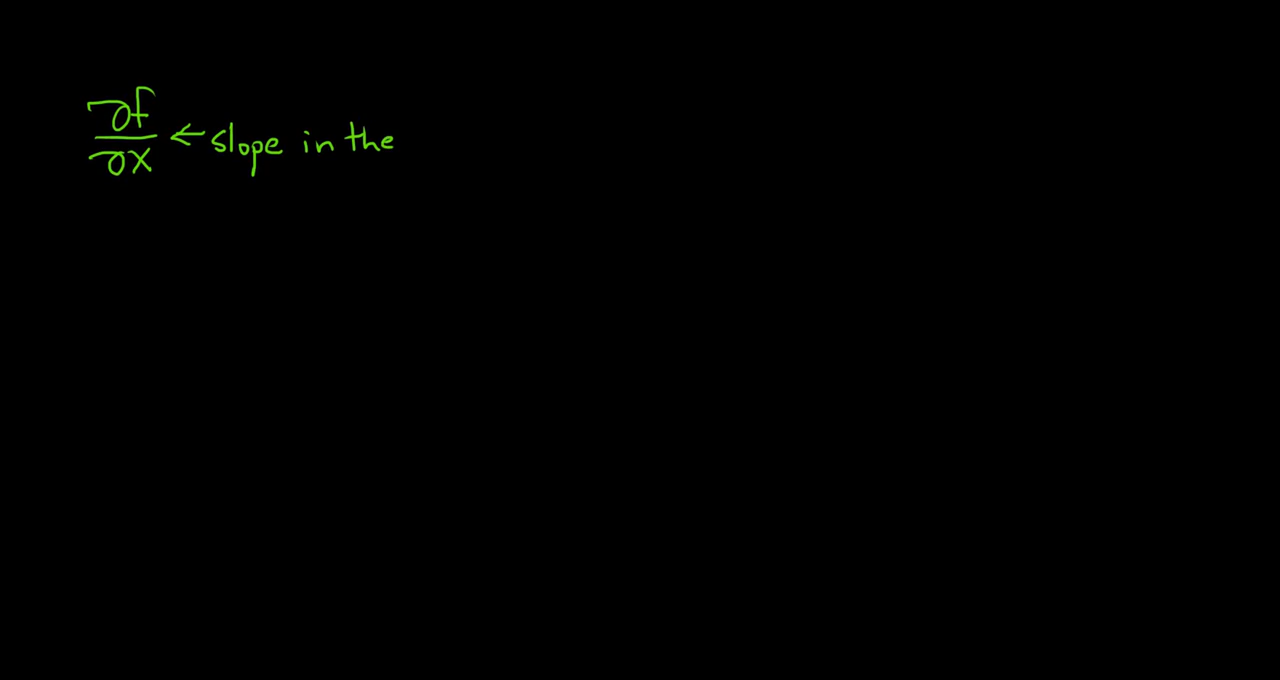 ∂f/∂x ← slope in the